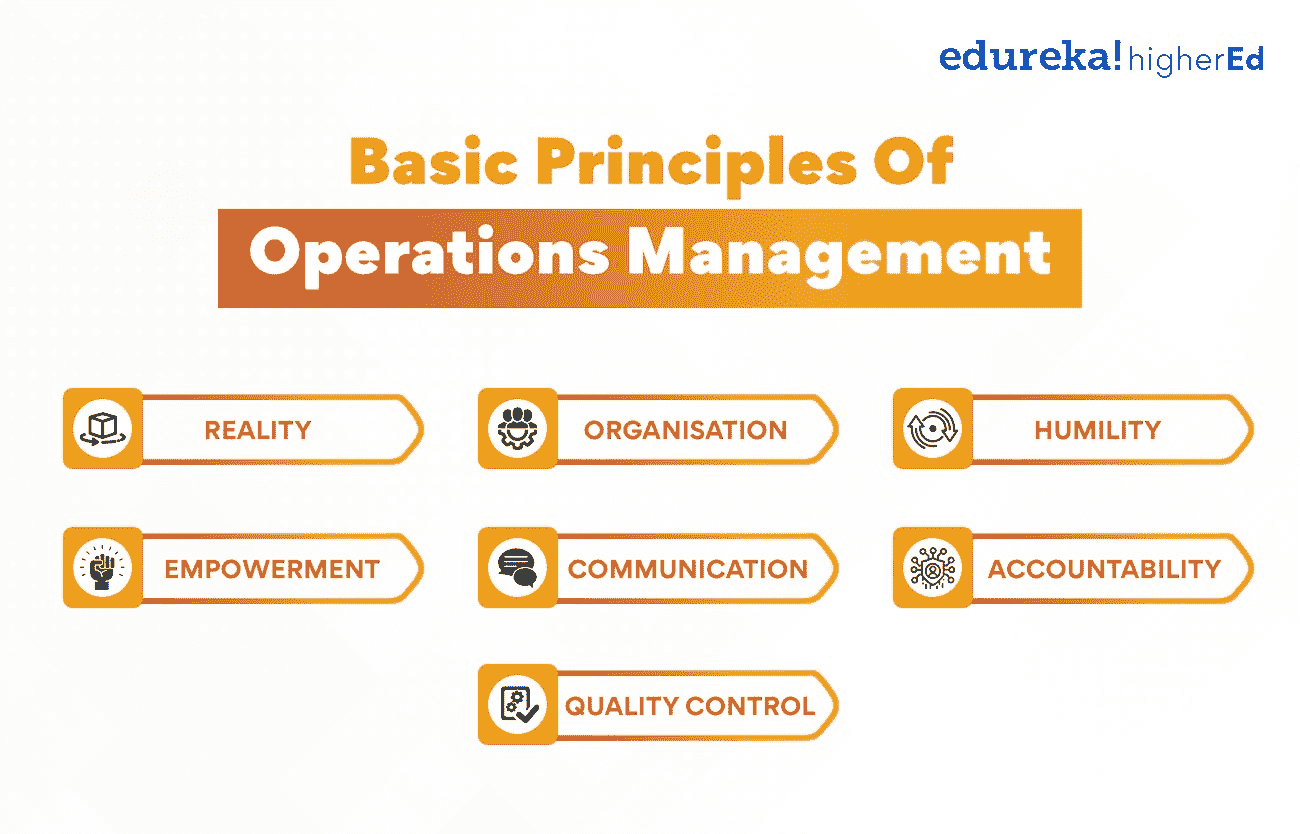 edureka! higherEd
Basic Principles Of
Operations Management
REALITY
ORGANISATION
HUMILITY
EMPOWERMENT
COMMUNICATION
ACCOUNTABILITY
QUALITY CONTROL